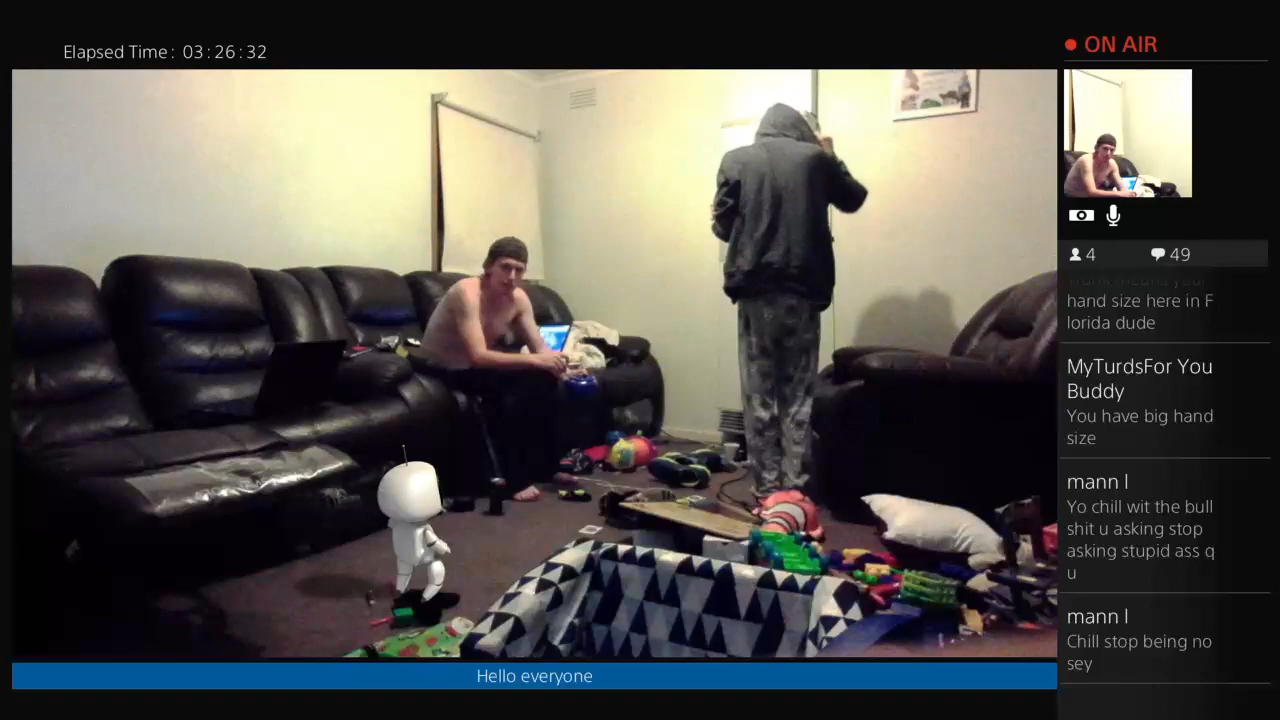 Elapsed Time: 03:26:32
ON AIR
4 49
hand size here in F
lorida dude
MyTurdsFor You
Buddy
You have big hand
size
mann l
Yo chill wit the bull
shit u asking stop
asking stupid ass q
u
mann l
Chill stop being no
sey
Hello everyone